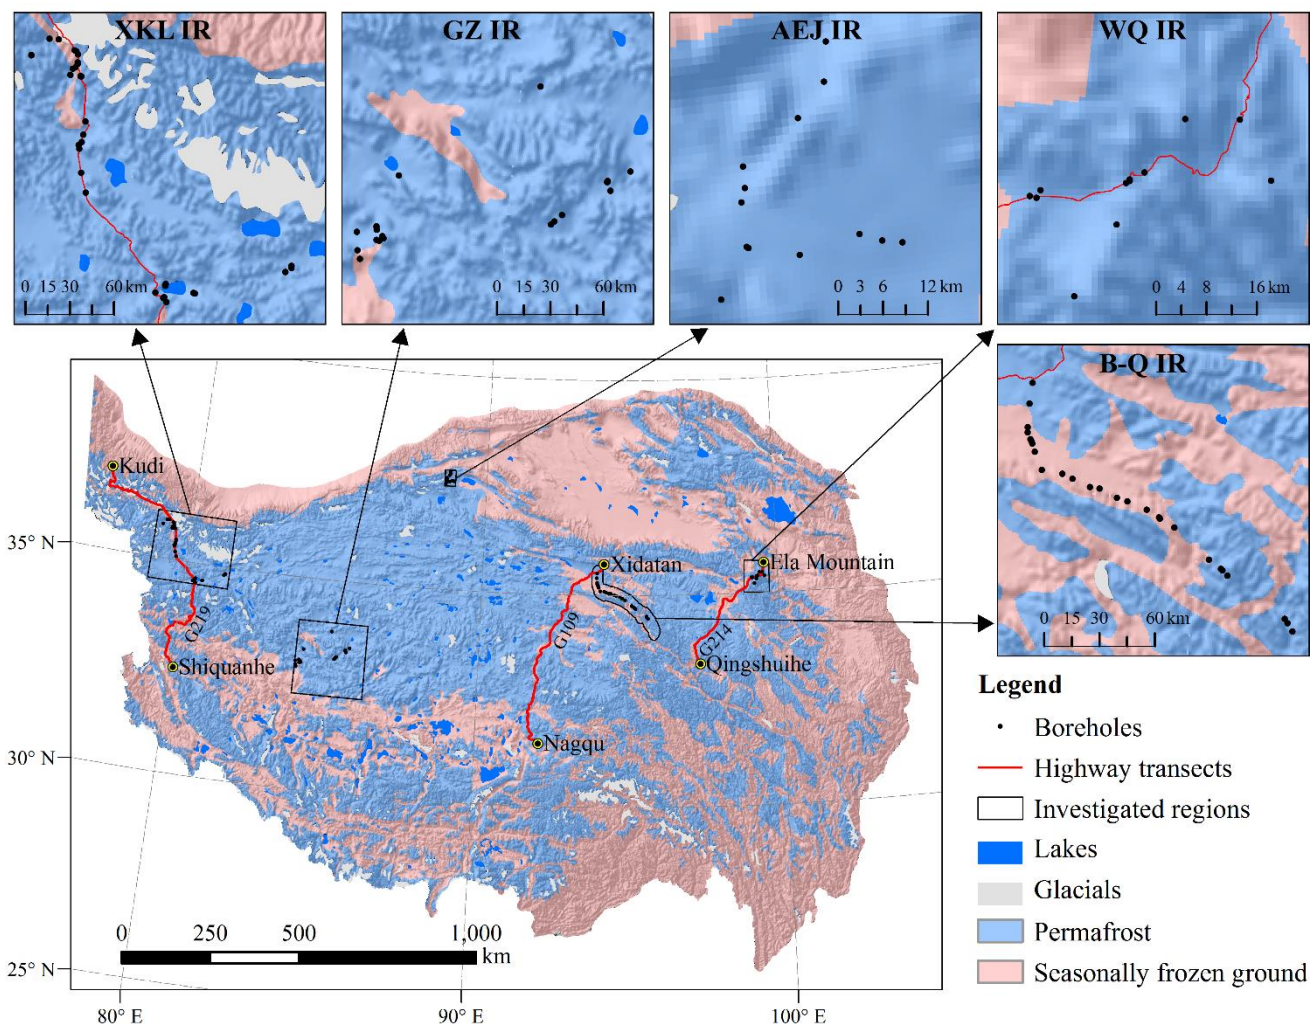 XKL IR
0 15 30 60 km
GZ IR
0 15 30 60 km
AEJ IR
0 3 6 12 km
WQ IR
0 4 8 16 km
B-Q IR
0 15 30 60 km
Kudi
35° N
Xidatan
Ela Mountain
G219
G109
G214
Shiquanhe
Qingshuihe
Nagqu
30° N
0 250 500 1,000
km
25° N
80° E
90° E
100° E
Legend
Boreholes
Highway transects
Investigated regions
Lakes
Glacials
Permafrost
Seasonally frozen ground